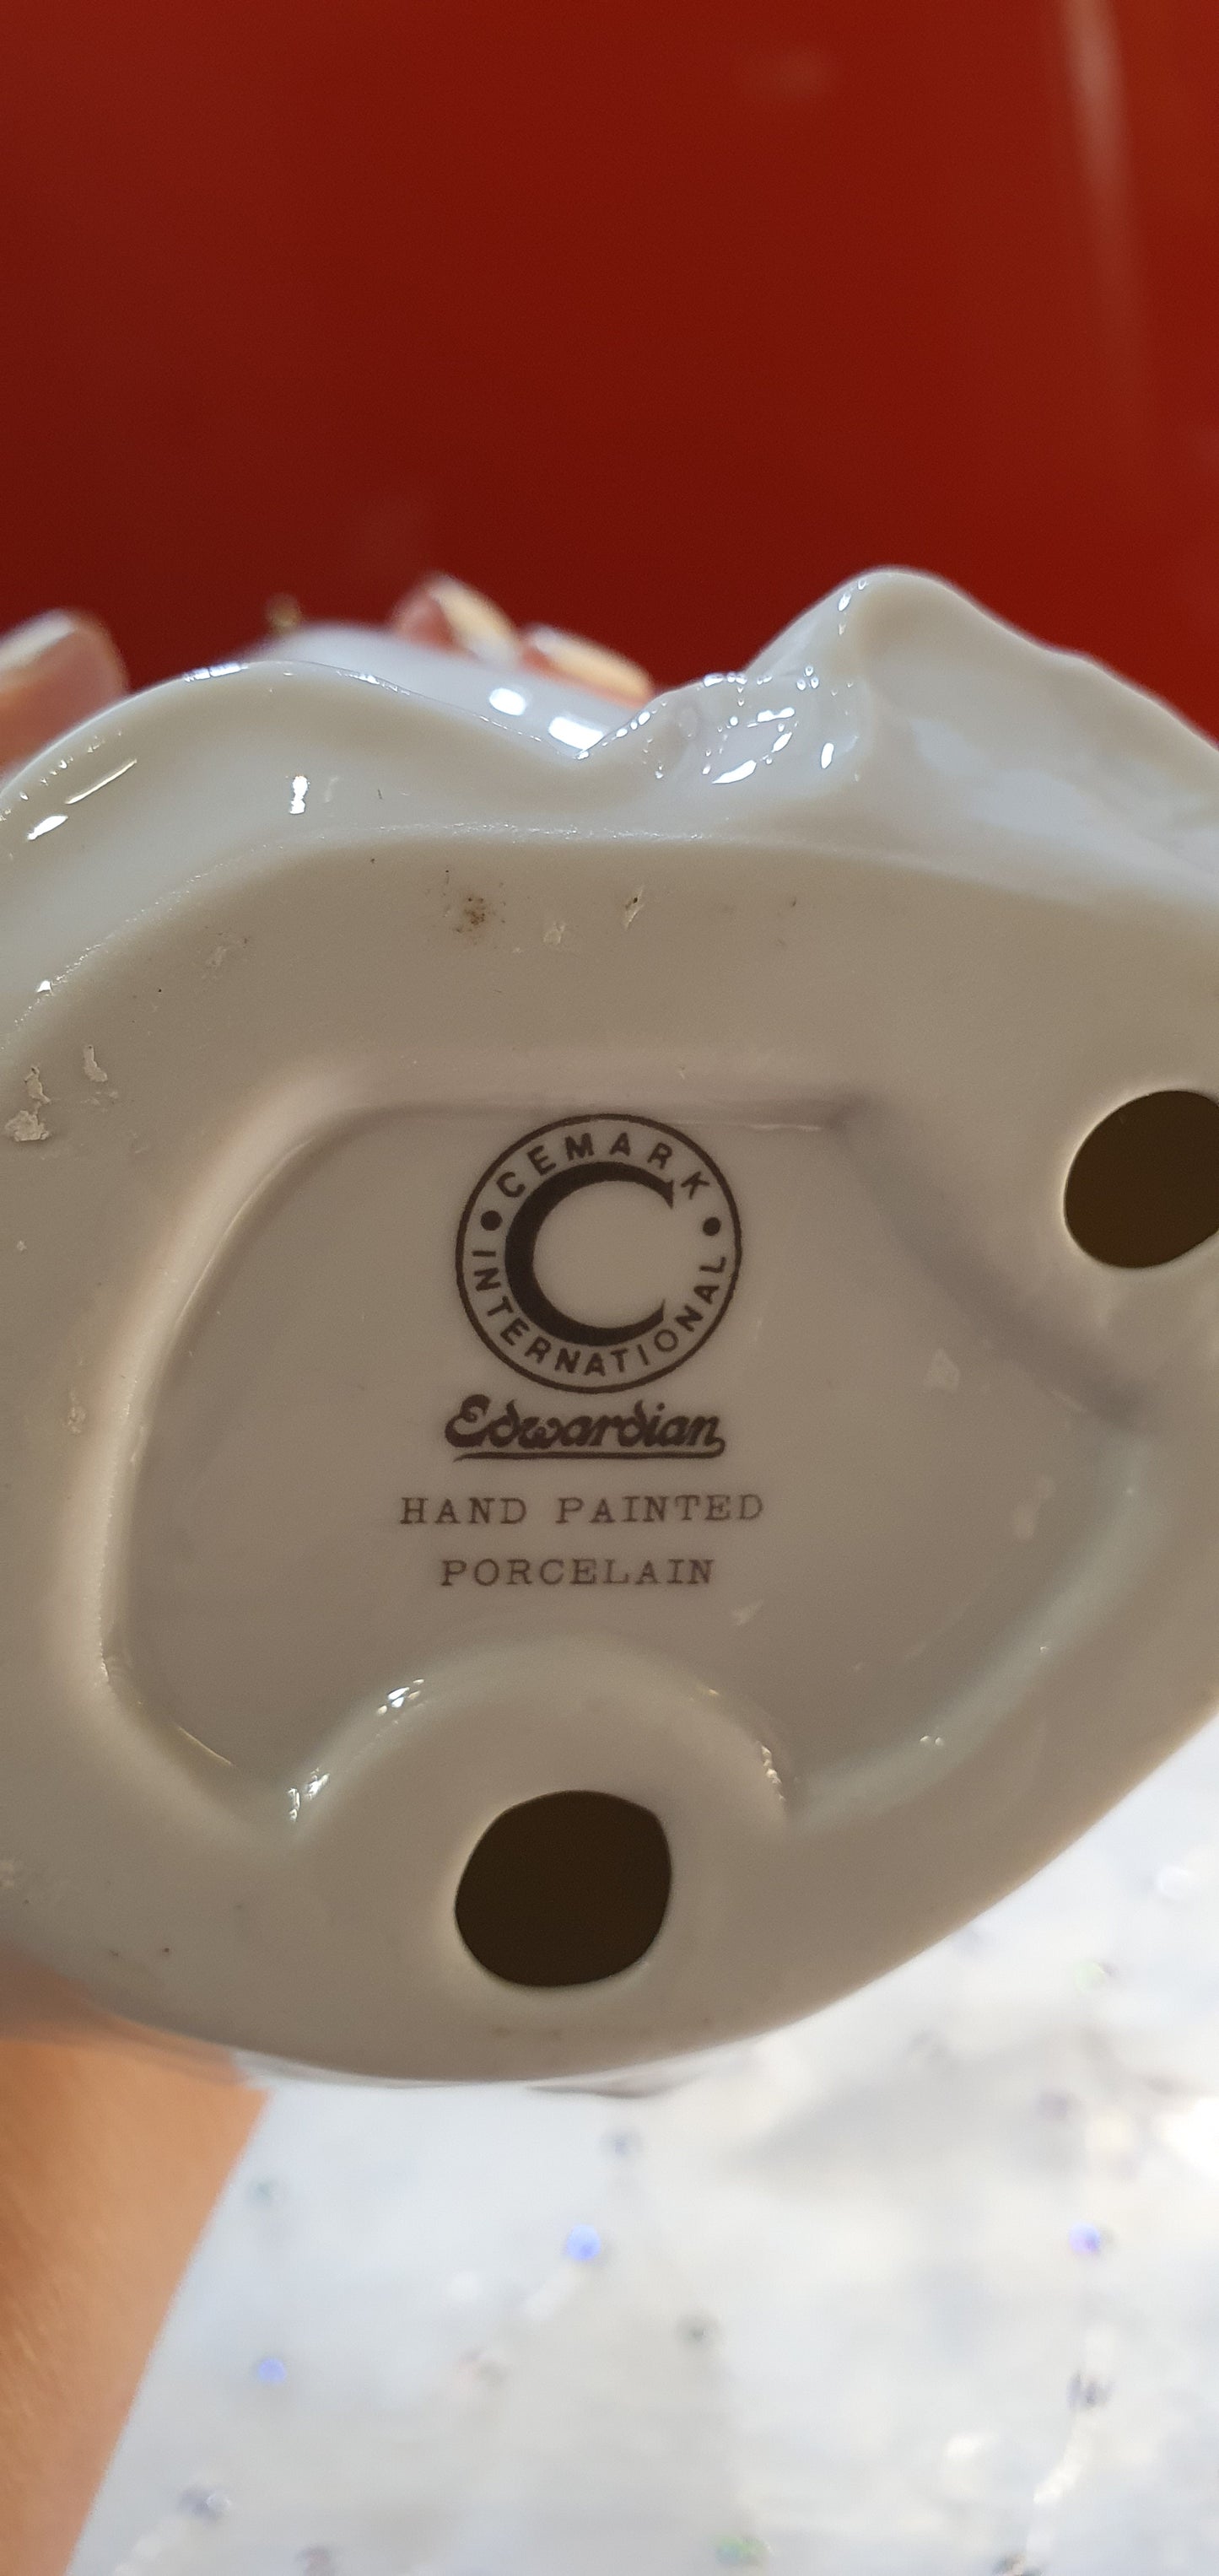 CEMARK
C
INTERNATIONAL
Edwardian
HAND PAINTED
PORCELAIN